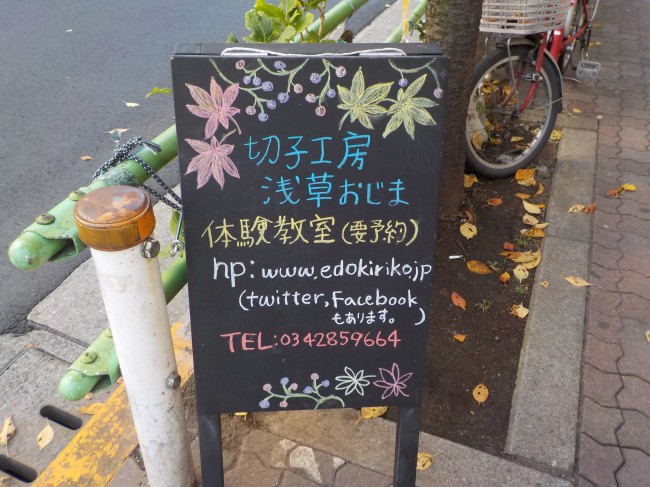 切子工房
浅草おじま
体験教室(要予約)
hp: www.edokiriko.jp
(twitter, Facebook
もあります。)
TEL:0342859664